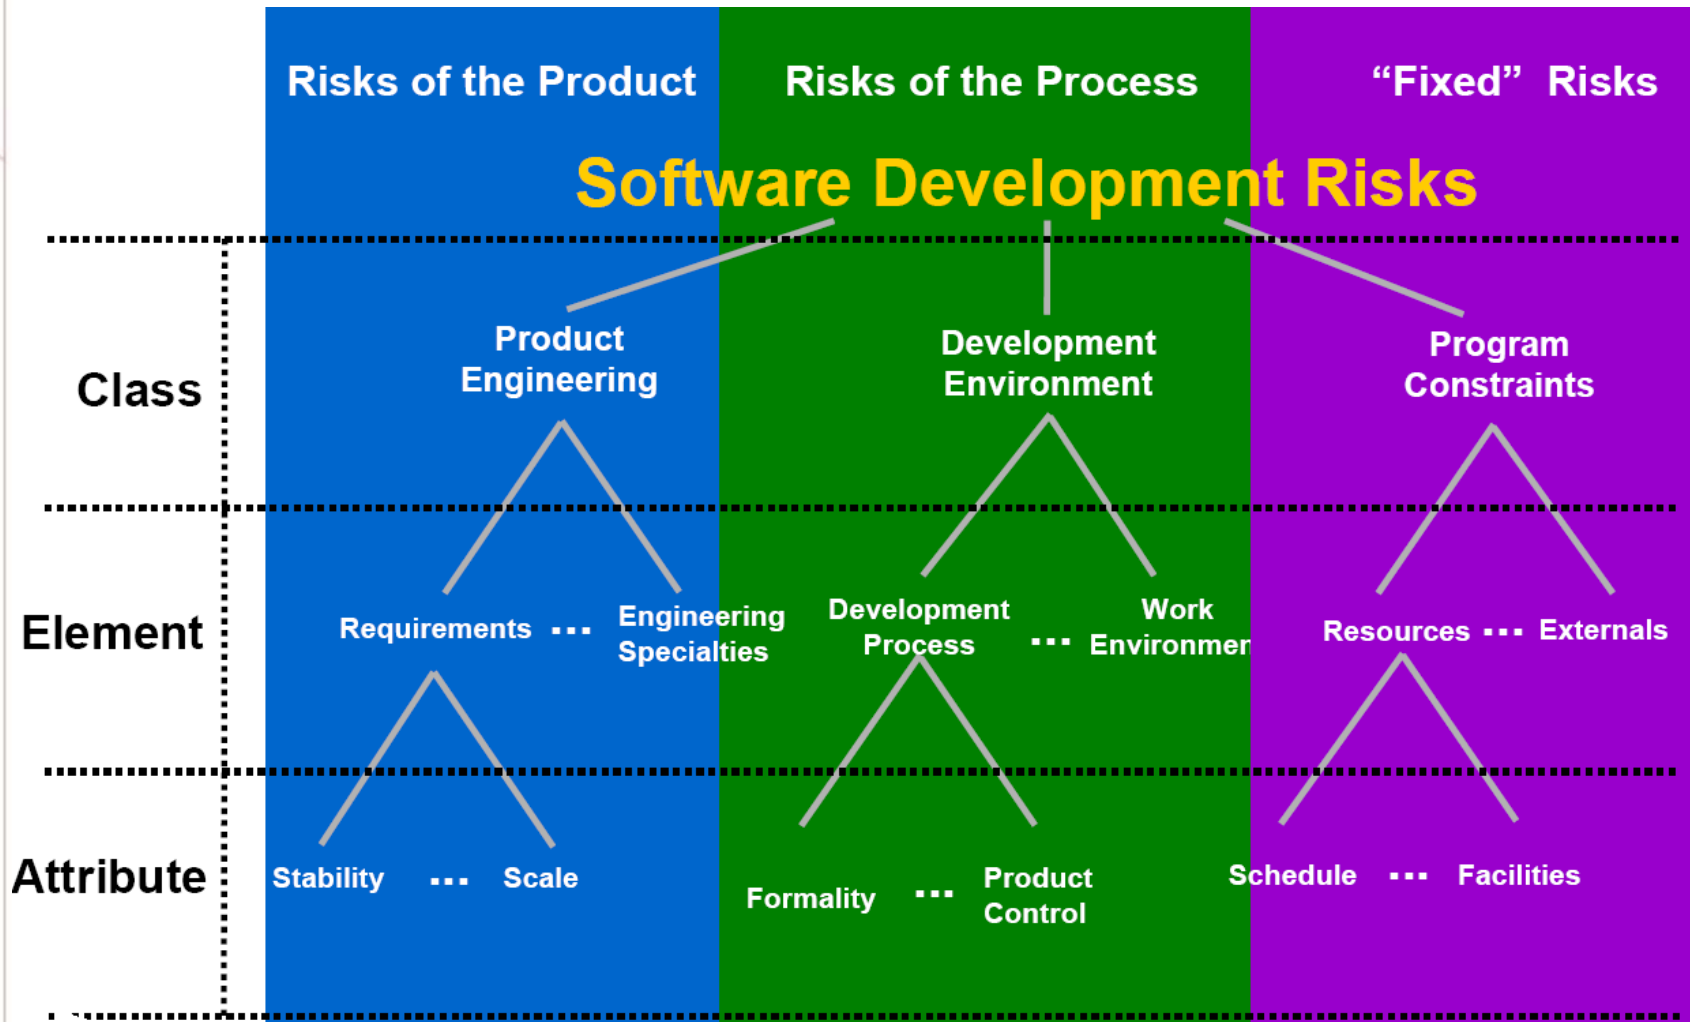 Risks of the Product
Risks of the Process
“Fixed” Risks
Software Development Risks
Class
Product
Engineering
Development
Environment
Program
Constraints
Element
Requirements ...
Engineering
Specialties
Development
Process
...
Work
Environmen
Resources ... Externals
Attribute
Stability ... Scale
Formality ...
Product
Control
Schedule ... Facilities